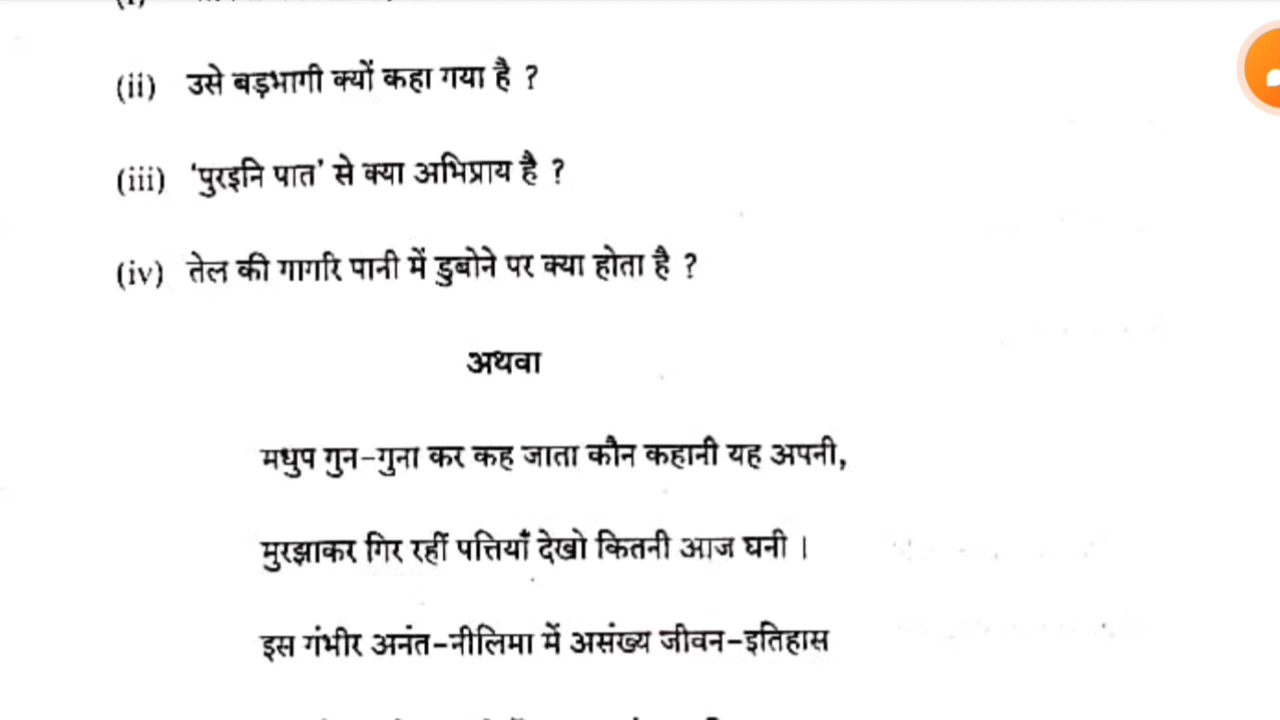 (ii) उसे बड़भागी क्यों कहा गया है ?
(iii) 'पुरइनि पात' से क्या अभिप्राय है ?
(iv) तेल की गागरि पानी में डुबोने पर क्या होता है ?
अथवा
मधुप गुन-गुना कर कह जाता कौन कहानी यह अपनी,
मुरझाकर गिर रहीं पत्तियाँ देखो कितनी आज घनी ।
इस गंभीर अनंत-नीलिमा में असंख्य जीवन-इतिहास